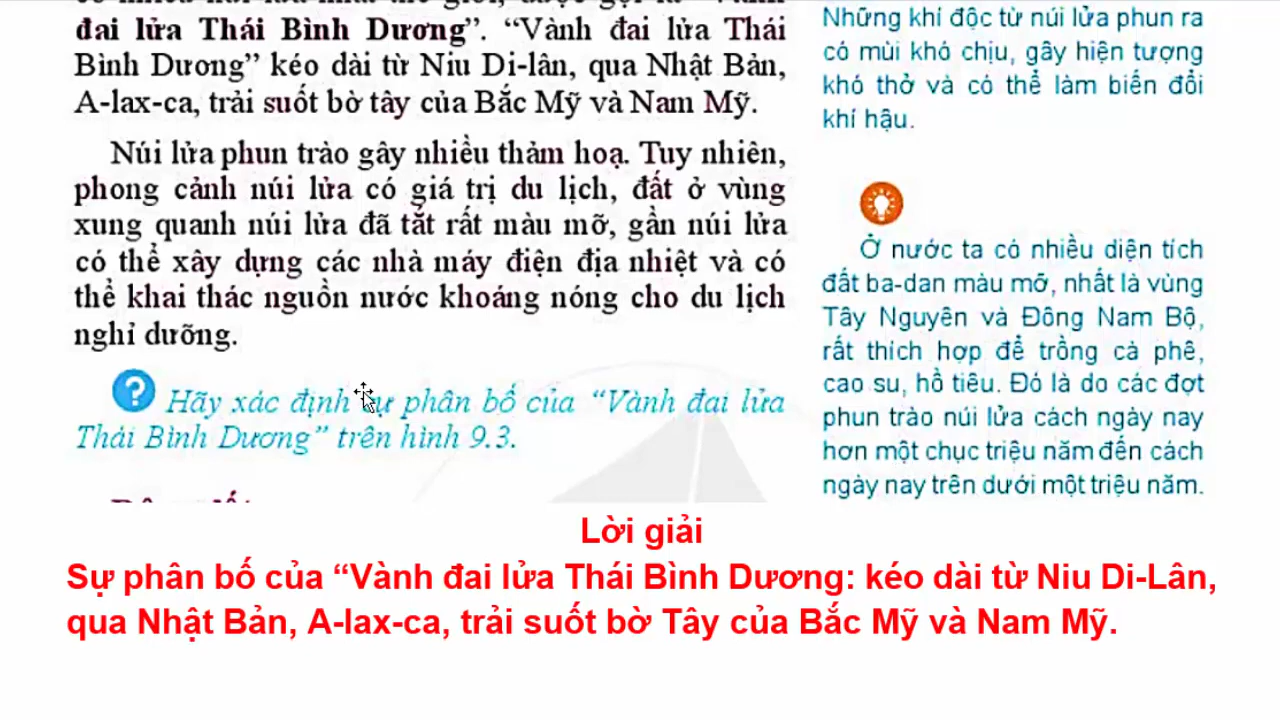 đai lửa Thái Bình Dương”. “Vành đai lửa Thái
Bình Dương” kéo dài từ Niu Di-lân, qua Nhật Bản,
A-lax-ca, trải suốt bờ tây của Bắc Mỹ và Nam Mỹ.
Núi lửa phun trào gây nhiều thảm hoạ. Tuy nhiên,
phong cảnh núi lửa có giá trị du lịch, đất ở vùng
xung quanh núi lửa đã tắt rất màu mỡ, gần núi lửa
có thể xây dựng các nhà máy điện địa nhiệt và có
thể khai thác nguồn nước khoáng nóng cho du lịch
nghỉ dưỡng.
Hãy xác định sự phân bố của “Vành đai lửa
Thái Bình Dương” trên hình 9.3.
Những khí độc từ núi lửa phun ra
có mùi khó chịu, gây hiện tượng
khó thở và có thể làm biến đổi
khí hậu.
Ở nước ta có nhiều diện tích
đất ba-dan màu mỡ, nhất là vùng
Tây Nguyên và Đông Nam Bộ,
rất thích hợp để trồng cà phê,
cao su, hồ tiêu. Đó là do các đợt
phun trào núi lửa cách ngày nay
hơn một chục triệu năm đến cách
ngày nay trên dưới một triệu năm.
Lời giải
Sự phân bố của “Vành đai lửa Thái Bình Dương: kéo dài từ Niu Di-Lân,
qua Nhật Bản, A-lax-ca, trải suốt bờ Tây của Bắc Mỹ và Nam Mỹ.